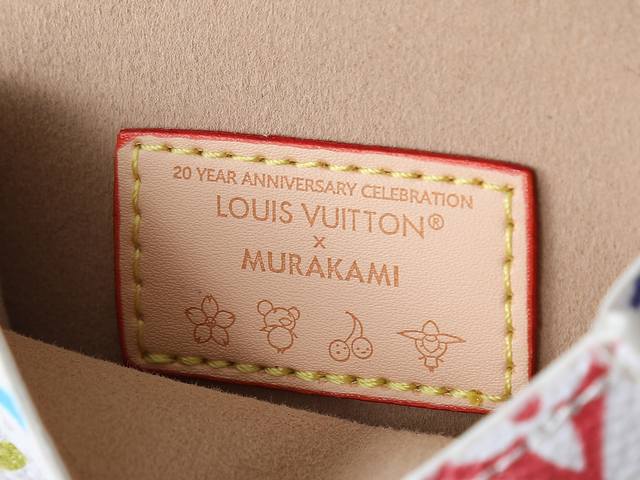 20 YEAR ANNIVERSARY CELEBRATION
LOUIS VUITTON®
×
MURAKAMI